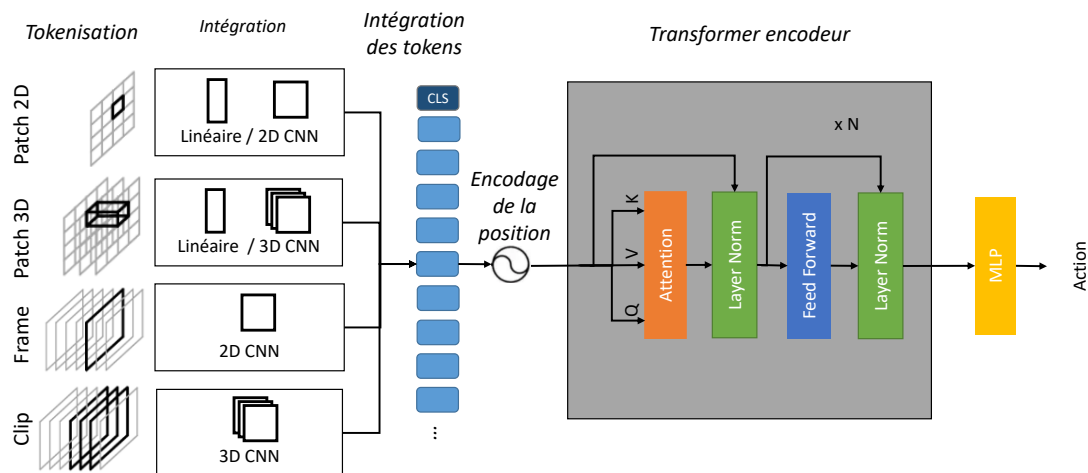 Tokenisation
Intégration
Intégration
des tokens
Transformer encodeur
Patch 2D
Linéaire / 2D CNN
CLS
x N
Patch 3D
Linéaire / 3D CNN
Encodage
de la
position
K
V
Q
Attention
Layer Norm
Feed Forward
Layer Norm
MLP
Action
Frame
2D CNN
Clip
3D CNN
...